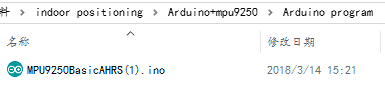 料 › indoor positioning › Arduino+mpu9250 › Arduino program
名称 修改日期
MPU9250BasicAHRS(1).ino 2018/3/14 15:21